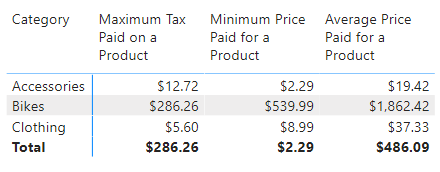 Category Maximum Tax Minimum Price Average Price
Paid on a Paid for a Paid for a
Product Product Product
Accessories $12.72 $2.29 $19.42
Bikes $286.26 $539.99 $1,862.42
Clothing $5.60 $8.99 $37.33
Total $286.26 $2.29 $486.09